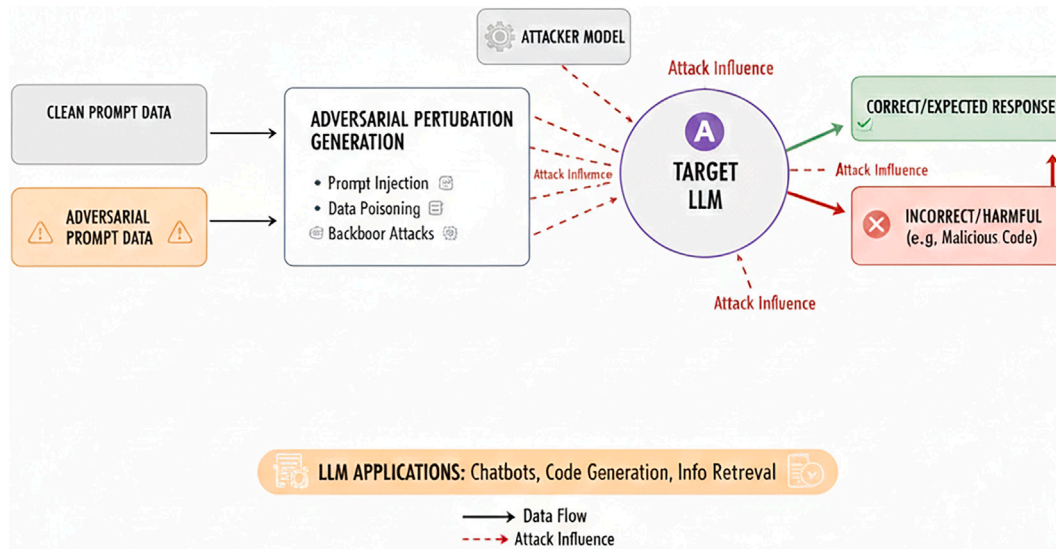 ATTACKER MODEL
Attack Influence
CLEAN PROMPT DATA
ADVERSARIAL PERTUBATION
GENERATION
• Prompt Injection
• Data Poisoning
Backboor Attacks
ADVERSARIAL
PROMPT DATA
Attack Influence
A
TARGET
LLM
CORRECT/EXPECTED RESPONSE
Attack Influence
INCORRECT/HARMFUL
(e.g, Malicious Code)
Attack Influence
LLM APPLICATIONS: Chatbots, Code Generation, Info Retreval
Data Flow
Attack Influence